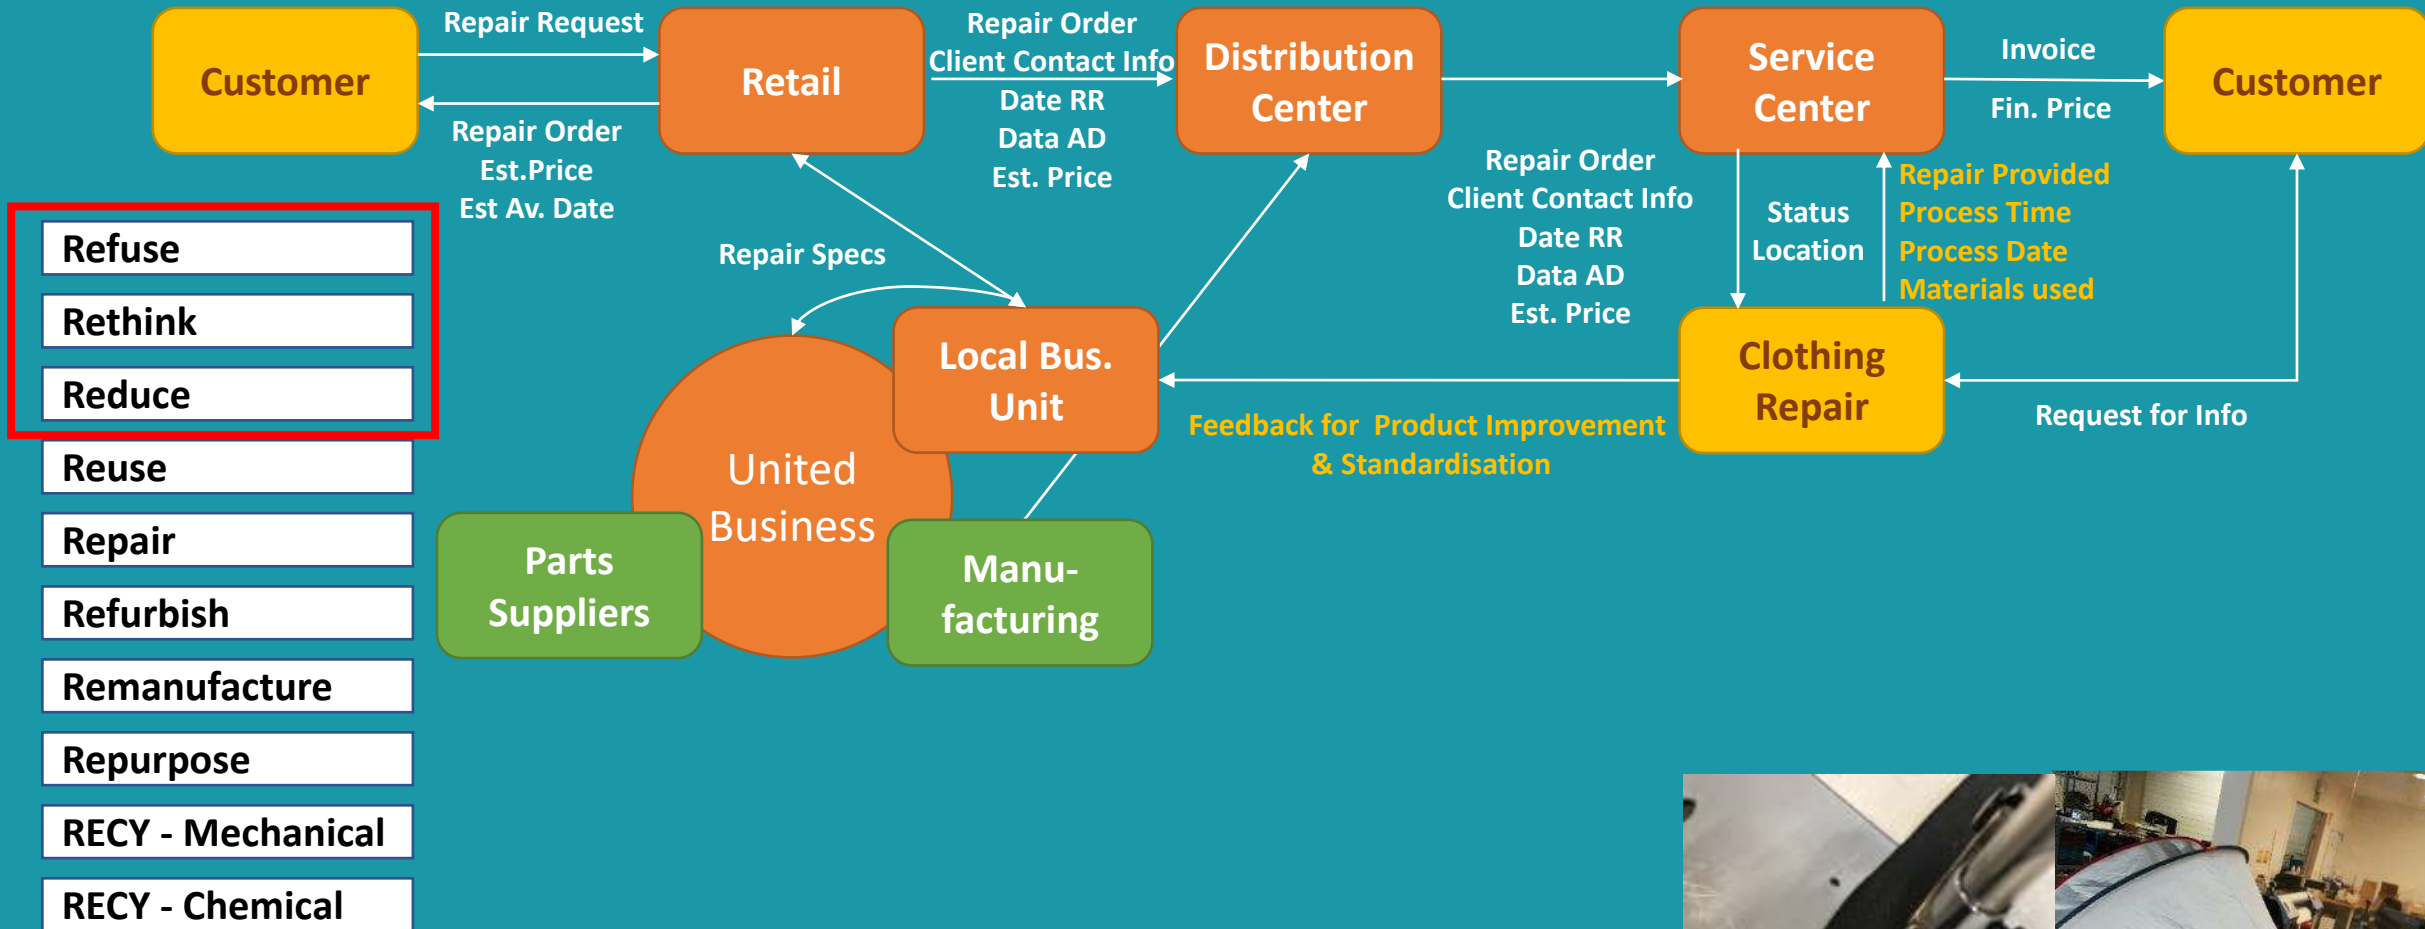 Customer
Repair Request
Repair Order
Est.Price
Est Av. Date
Retail
Repair Order
Client Contact Info
Date RR
Data AD
Est. Price
Distribution
Center
Service
Center
Invoice
Fin. Price
Customer
Repair Order
Client Contact Info
Date RR
Data AD
Est. Price
Status
Location
Repair Provided
Process Time
Process Date
Materials used
Repair Specs
Local Bus.
Unit
Clothing
Repair
Request for Info
Feedback for  Product Improvement
& Standardisation
United
Business
Parts
Suppliers
Manu-
facturing
Refuse
Rethink
Reduce
Reuse
Repair
Refurbish
Remanufacture
Repurpose
RECY - Mechanical
RECY - Chemical